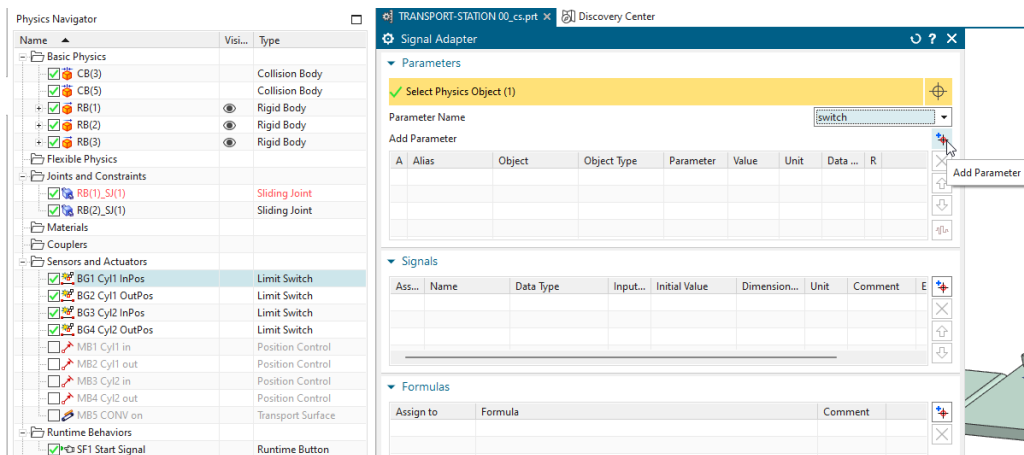 Physics Navigator
Name Visi... Type
Basic Physics
CB(3) Collision Body
CB(5) Collision Body
RB(1) Rigid Body
RB(2) Rigid Body
RB(3) Rigid Body
Flexible Physics
Joints and Constraints
RB(1)_SJ(1) Sliding Joint
RB(2)_SJ(1) Sliding Joint
Materials
Couplers
Sensors and Actuators
BG1 Cyl1 InPos Limit Switch
BG2 Cyl1 OutPos Limit Switch
BG3 Cyl2 InPos Limit Switch
BG4 Cyl2 OutPos Limit Switch
MB1 Cyl1 in Position Control
MB2 Cyl1 out Position Control
MB3 Cyl2 in Position Control
MB4 Cyl2 out Position Control
MB5 CONV on Transport Surface
Runtime Behaviors
SF1 Start Signal Runtime Button
TRANSPORT-STATION 00_cs.prt Discovery Center
Signal Adapter
Parameters
Select Physics Object (1)
Parameter Name switch
Add Parameter
A Alias Object Object Type Parameter Value Unit Data ... R
Add Parameter
Signals
Ass... Name Data Type Input... Initial Value Dimension... Unit Comment E
Formulas
Assign to Formula Comment